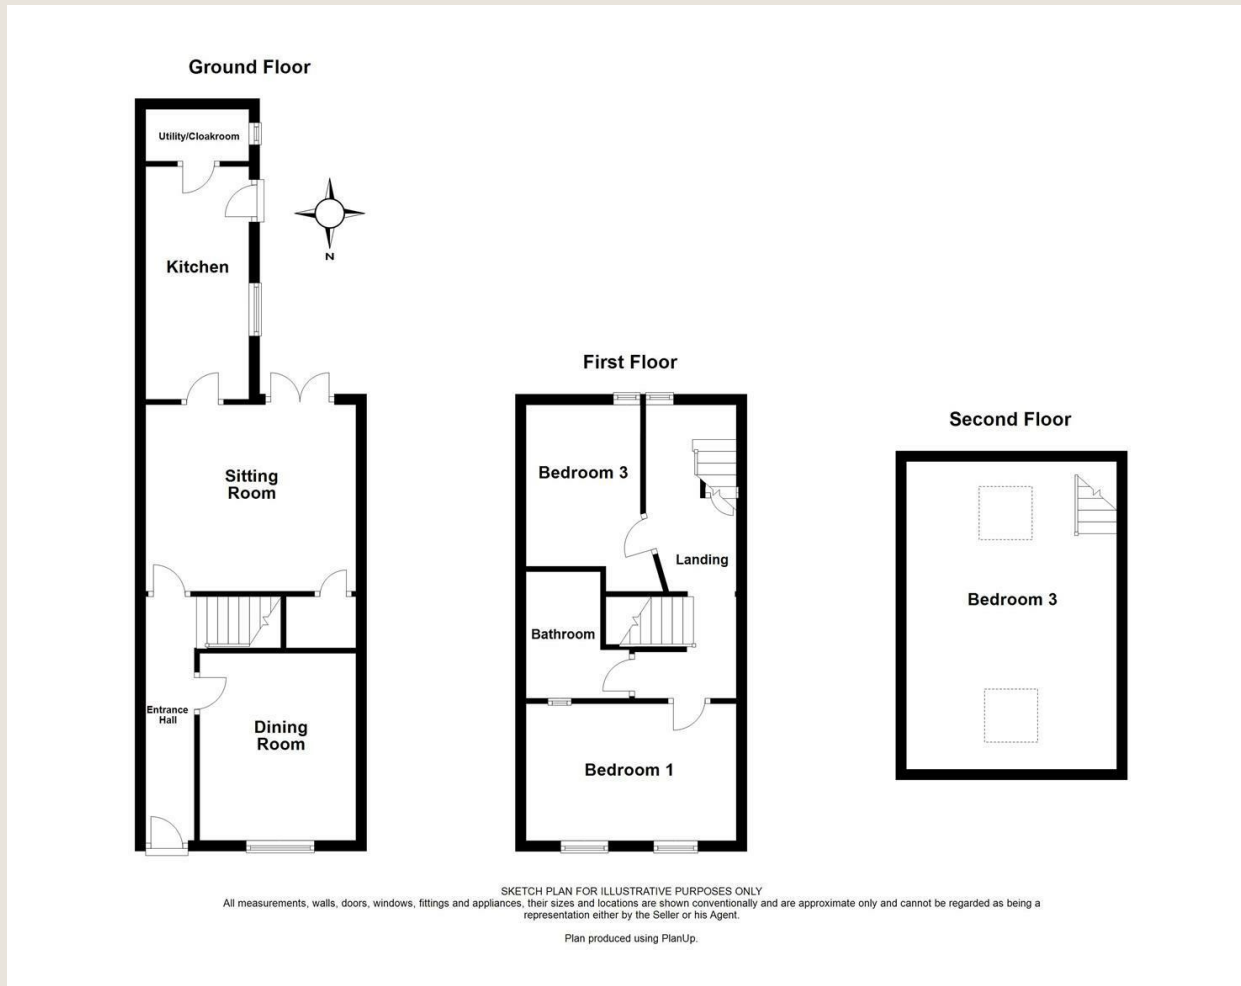 Ground Floor
Utility/Cloakroom
Kitchen
N
Sitting
Room
Entrance
Hall
Dining
Room
First Floor
Bedroom 3
Landing
Bathroom
Bedroom 1
Second Floor
Bedroom 3
SKETCH PLAN FOR ILLUSTRATIVE PURPOSES ONLY
All measurements, walls, doors, windows, fittings and appliances, their sizes and locations are shown conventionally and are approximate only and cannot be regarded as being a
representation either by the Seller or his Agent.
Plan produced using PlanUp.